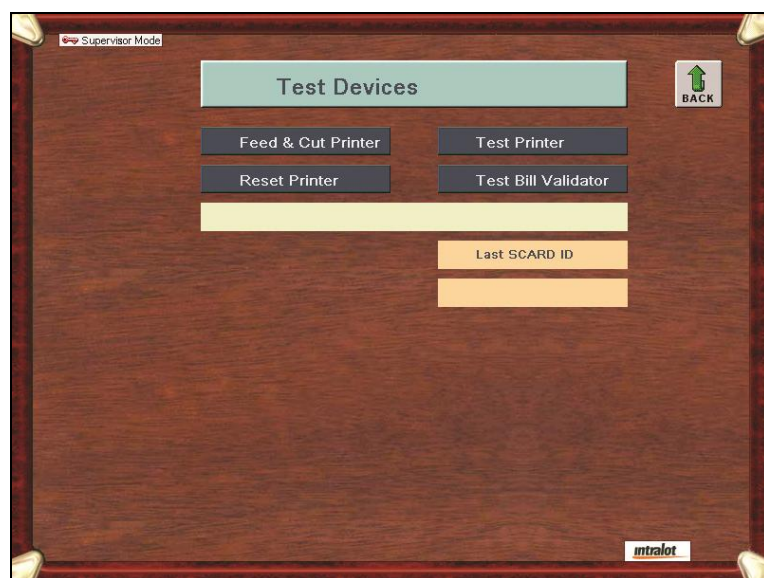 Supervisor Mode
Test Devices
BACK
Feed & Cut Printer
Test Printer
Reset Printer
Test Bill Validator
Last SCARD ID
intralot